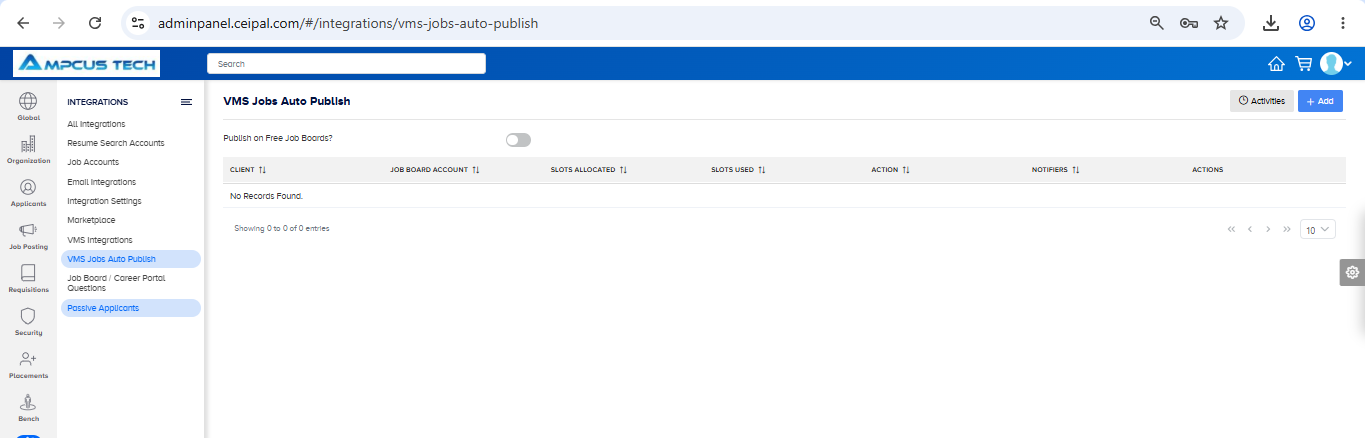 adminpanel.ceipal.com/#/integrations/vms-jobs-auto-publish
AMPCUS TECH
Search
Global
Organization
Applicants
Job Posting
Requisitions
Security
Placements
Bench
INTEGRATIONS
All Integrations
Resume Search Accounts
Job Accounts
Email Integrations
Integration Settings
Marketplace
VMS Integrations
VMS Jobs Auto Publish
Job Board / Career Portal
Questions
Passive Applicants
VMS Jobs Auto Publish
Activities
+ Add
Publish on Free Job Boards?
CLIENT JOB BOARD ACCOUNT SLOTS ALLOCATED SLOTS USED ACTION NOTIFIERS ACTIONS
No Records Found.
Showing 0 to 0 of 0 entries
10